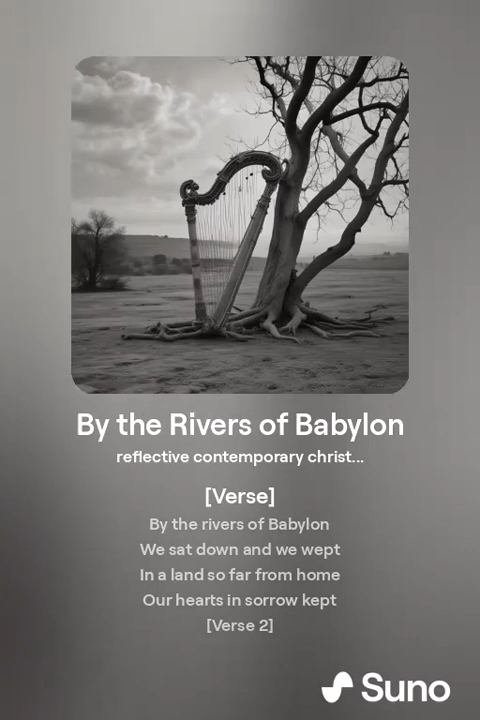 By the Rivers of Babylon
reflective contemporary christ...
[Verse]
By the rivers of Babylon
We sat down and we wept
In a land so far from home
Our hearts in sorrow kept
[Verse 2]
Suno